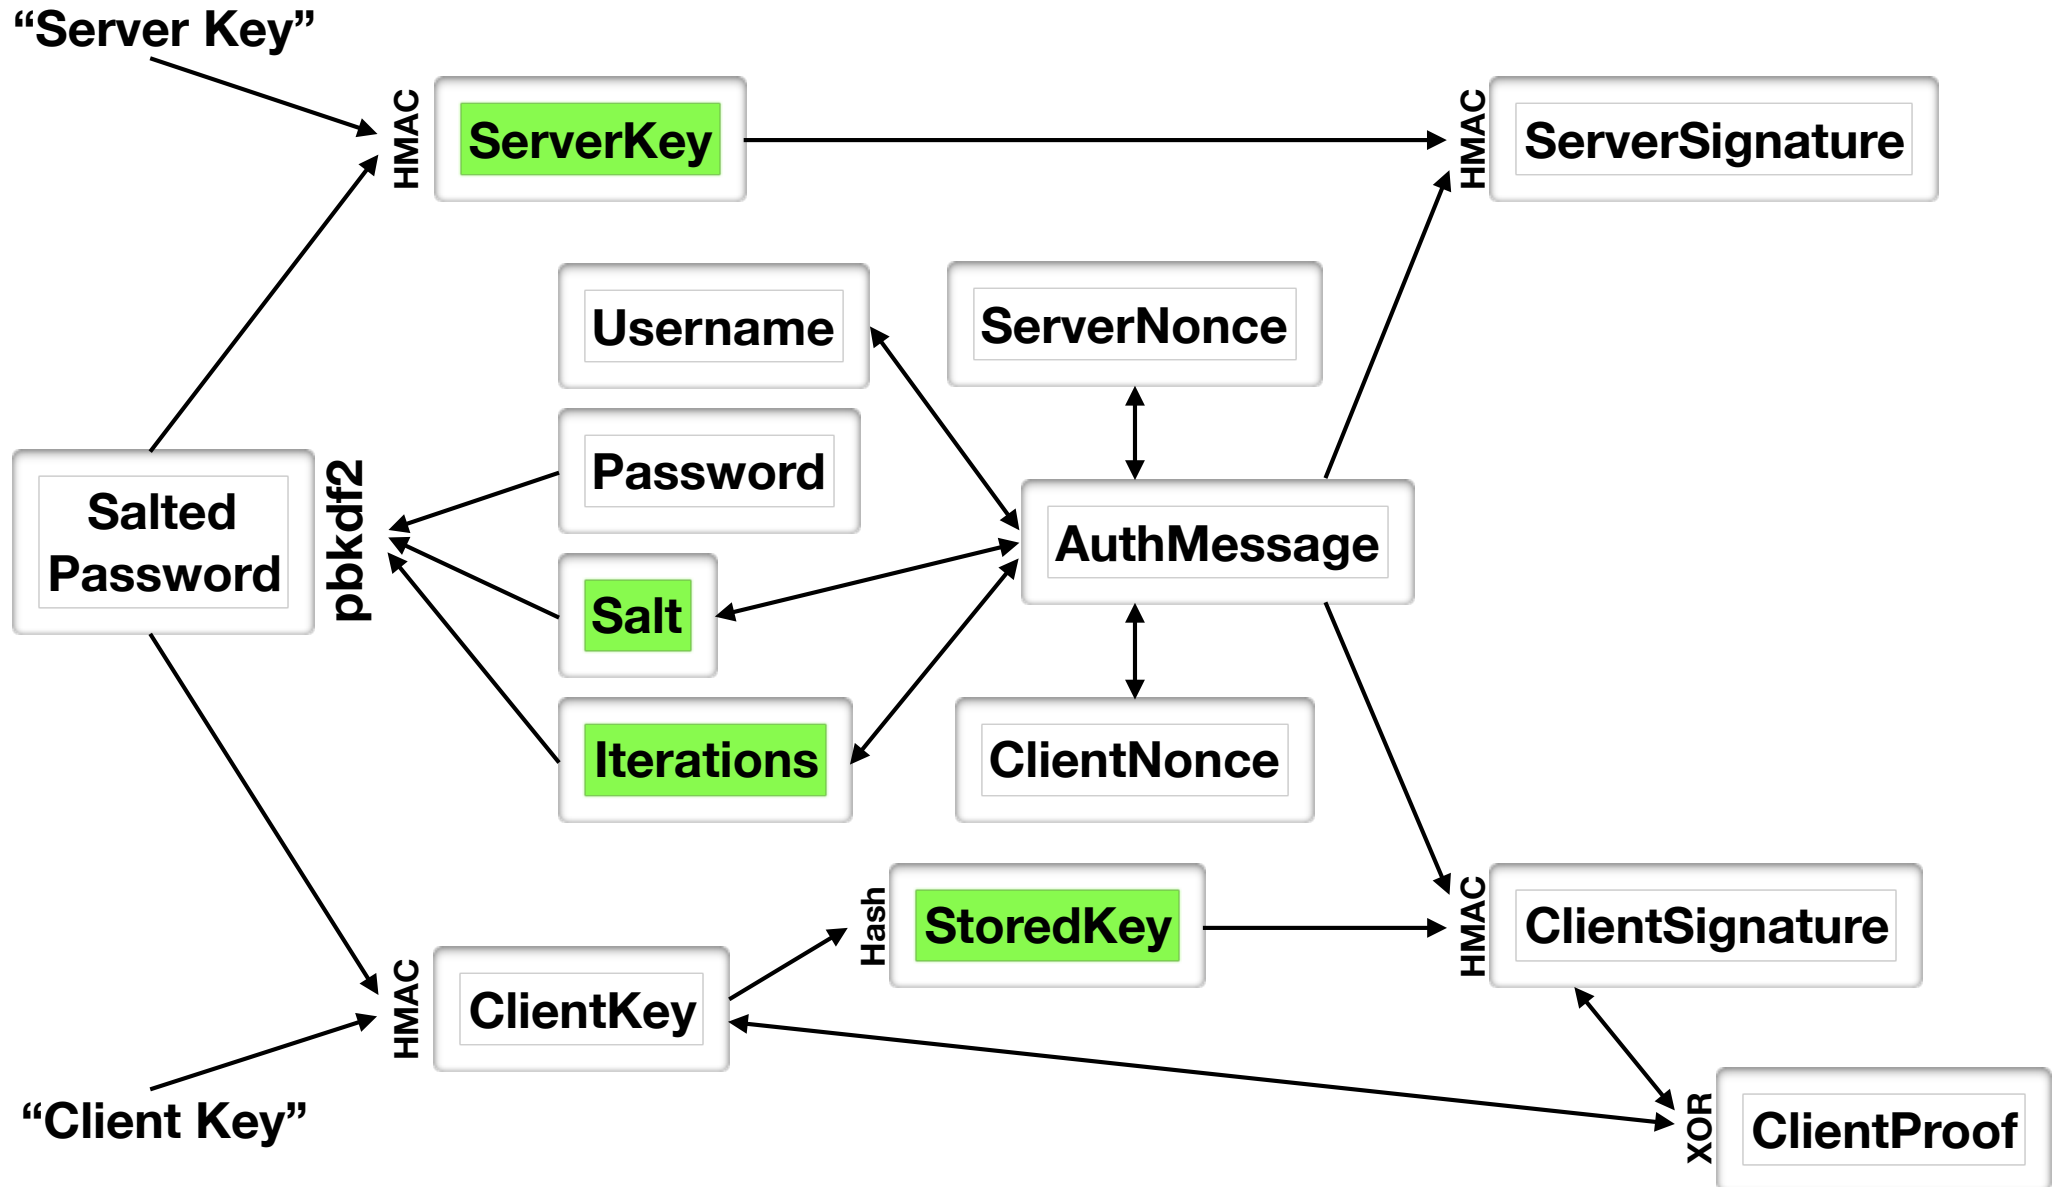 “Server Key”
HMAC
ServerKey
HMAC
ServerSignature
Username
ServerNonce
Password
Salted
Password
pbkdf2
AuthMessage
Salt
Iterations
ClientNonce
Hash
StoredKey
HMAC
ClientSignature
HMAC
ClientKey
“Client Key”
XOR
ClientProof